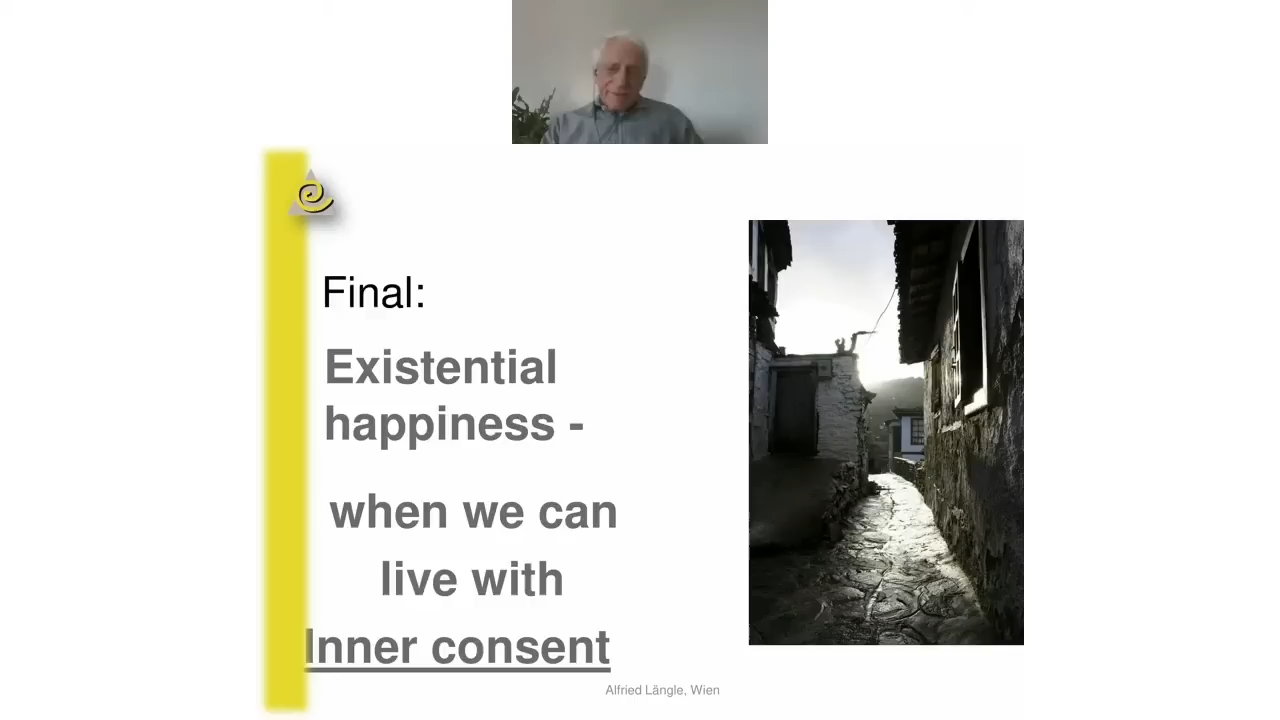 Final:
Existential
happiness -
when we can
live with
Inner consent
Alfried Längle, Wien